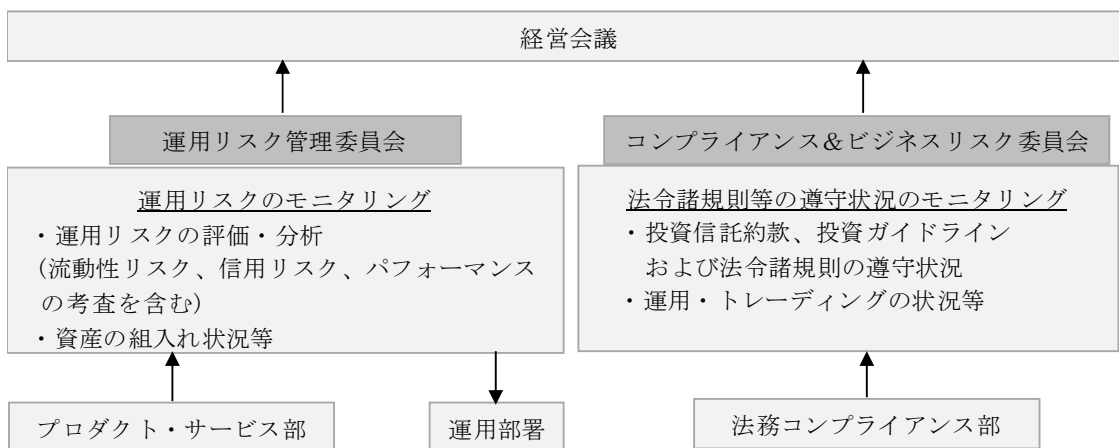 経営会議
運用リスク管理委員会
運用リスクのモニタリング
・運用リスクの評価・分析
(流動性リスク、信用リスク、パフォーマンス
の考査を含む)
・資産の組入れ状況等
コンプライアンス&ビジネスリスク委員会
法令諸規則等の遵守状況のモニタリング
・投資信託約款、投資ガイドライン
および法令諸規則の遵守状況
・運用・トレーディングの状況等
プロダクト・サービス部
運用部署
法務コンプライアンス部